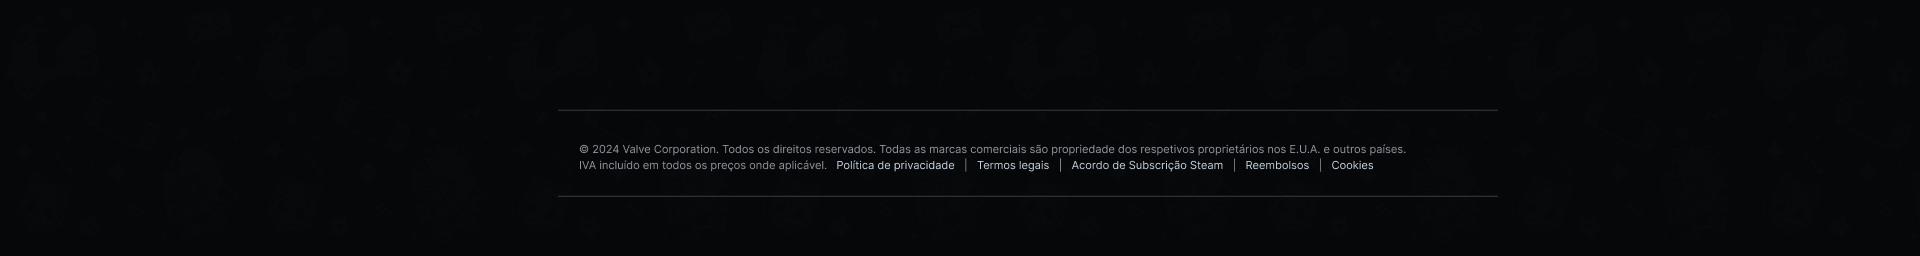 © 2024 Valve Corporation. Todos os direitos reservados. Todas as marcas comerciais são propriedade dos respetivos proprietários nos E.U.A. e outros países.
IVA incluído em todos os preços onde aplicável. Política de privacidade | Termos legais | Acordo de Subscrição Steam | Reembolsos | Cookies